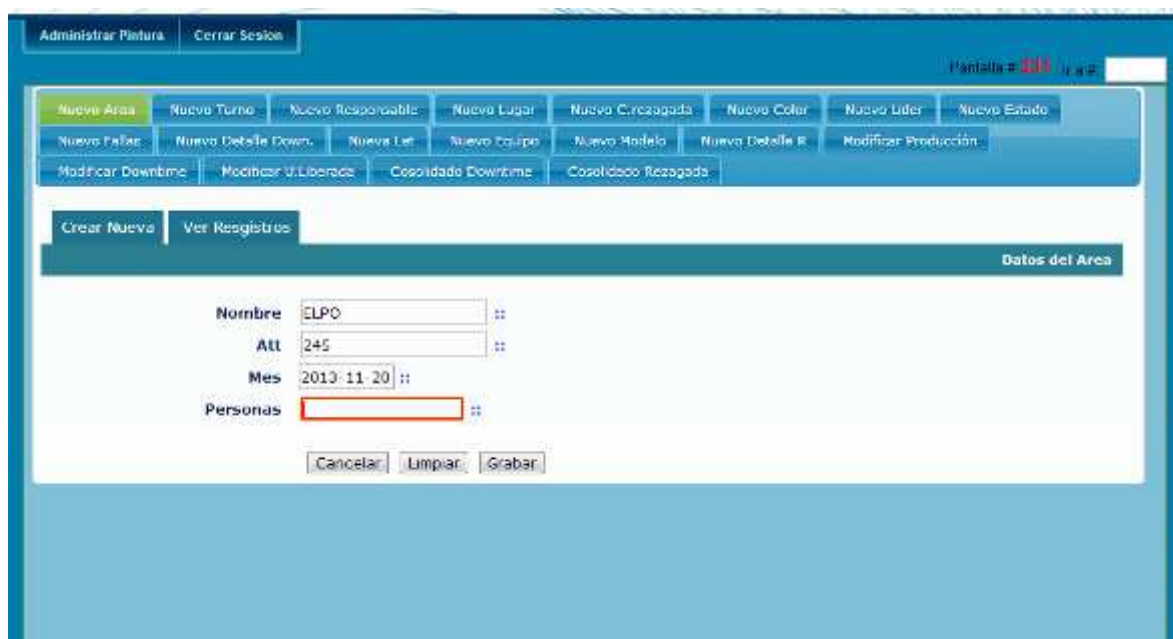 Administrar Pintura Cerrar Sesion
Pantalla # 331 Ir a #
Nuevo Area Nuevo Turno Nuevo Responsable Nuevo Lugar Nuevo C.rezagada Nuevo Color Nuevo Lider Nuevo Estado
Nuevo Fallas Nuevo Detalle Down. Nueva Let Nuevo Equipo Nuevo Modelo Nuevo Detalle R Modificar Producción
Modificar Downtime Modificar U.Liberada Cosolidado Downtime Cosolidado Rezagada
Crear Nueva Ver Resgistros
Datos del Area
Nombre ELPO ::
Att 245 ::
Mes 2013-11-20 ::
Personas ::
Cancelar Limpiar Grabar